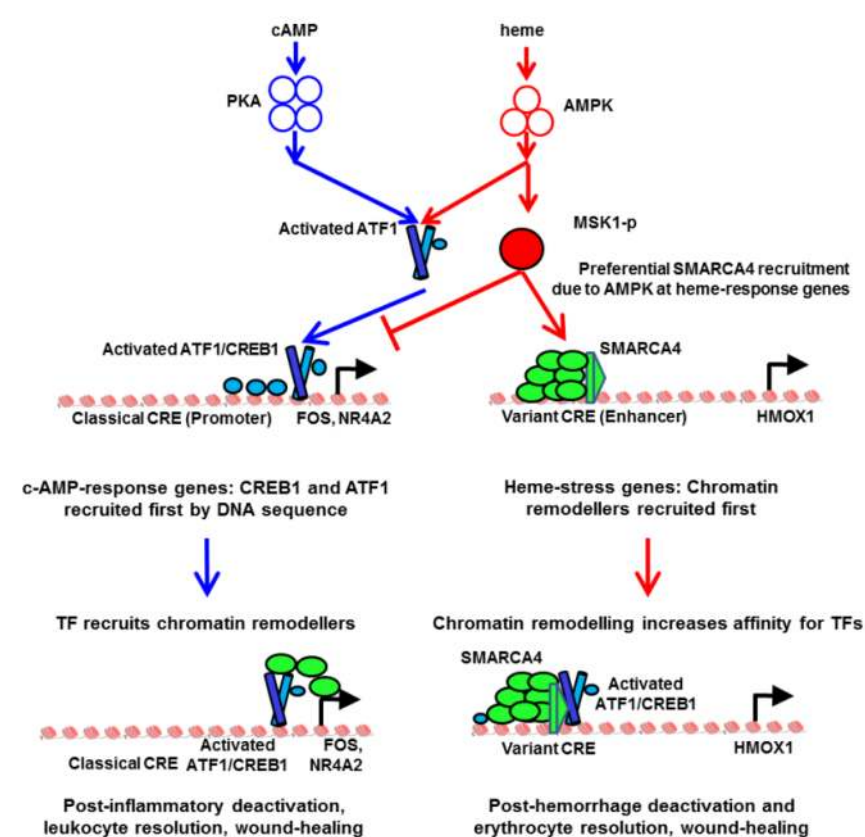 cAMP
heme
PKA
AMPK
Activated ATF1
MSK1-p
Preferential SMARCA4 recruitment
due to AMPK at heme-response genes
Activated ATF1/CREB1
SMARCA4
Classical CRE (Promoter)
FOS, NR4A2
Variant CRE (Enhancer)
HMOX1
c-AMP-response genes: CREB1 and ATF1
recruited first by DNA sequence
Heme-stress genes: Chromatin
remodellers recruited first
TF recruits chromatin remodellers
Chromatin remodelling increases affinity for TFs
SMARCA4
Activated
ATF1/CREB1
Classical CRE
Activated
ATF1/CREB1
FOS,
NR4A2
Variant CRE
HMOX1
Post-inflammatory deactivation,
leukocyte resolution, wound-healing
Post-hemorrhage deactivation and
erythrocyte resolution, wound-healing